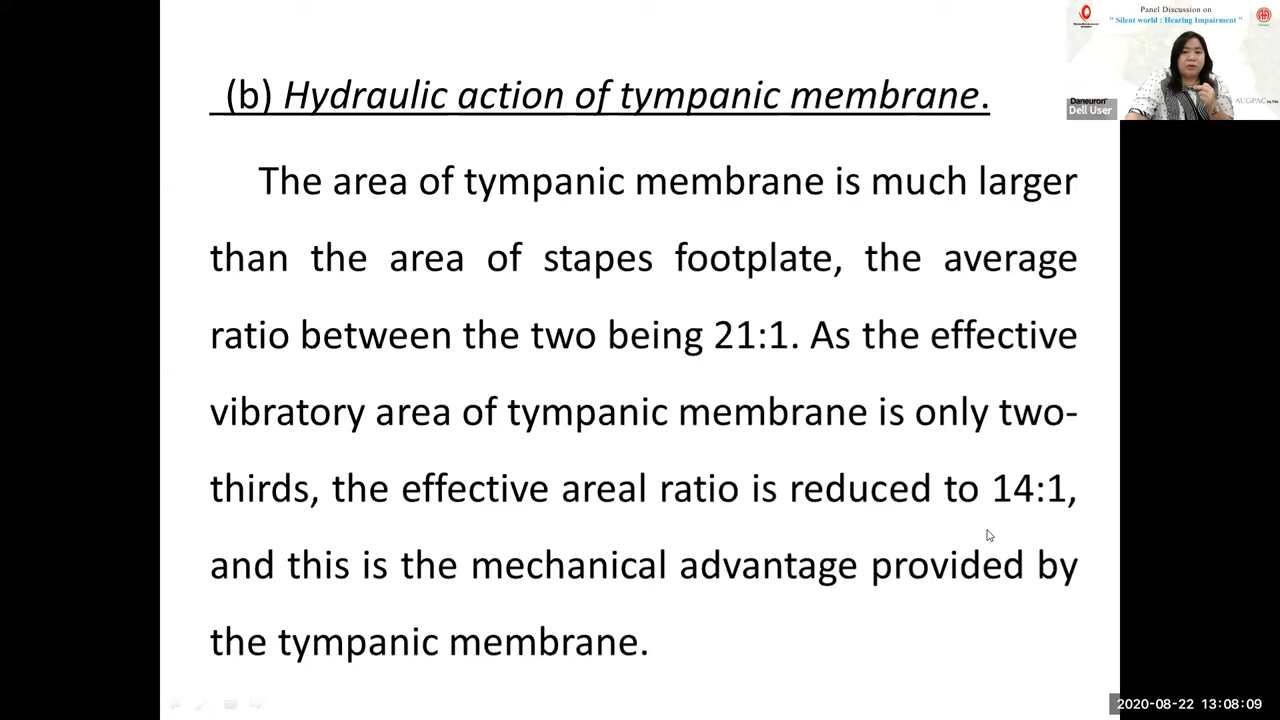 Panel Discussion on
" Silent world : Hearing Impairment "
(b) Hydraulic action of tympanic membrane.
Daneuron
AUGPAC
Dell User
The area of tympanic membrane is much larger
than the area of stapes footplate, the average
ratio between the two being 21:1. As the effective
vibratory area of tympanic membrane is only two-
thirds, the effective areal ratio is reduced to 14:1,
and this is the mechanical advantage provided by
the tympanic membrane.
2020-08-22 13:08:09